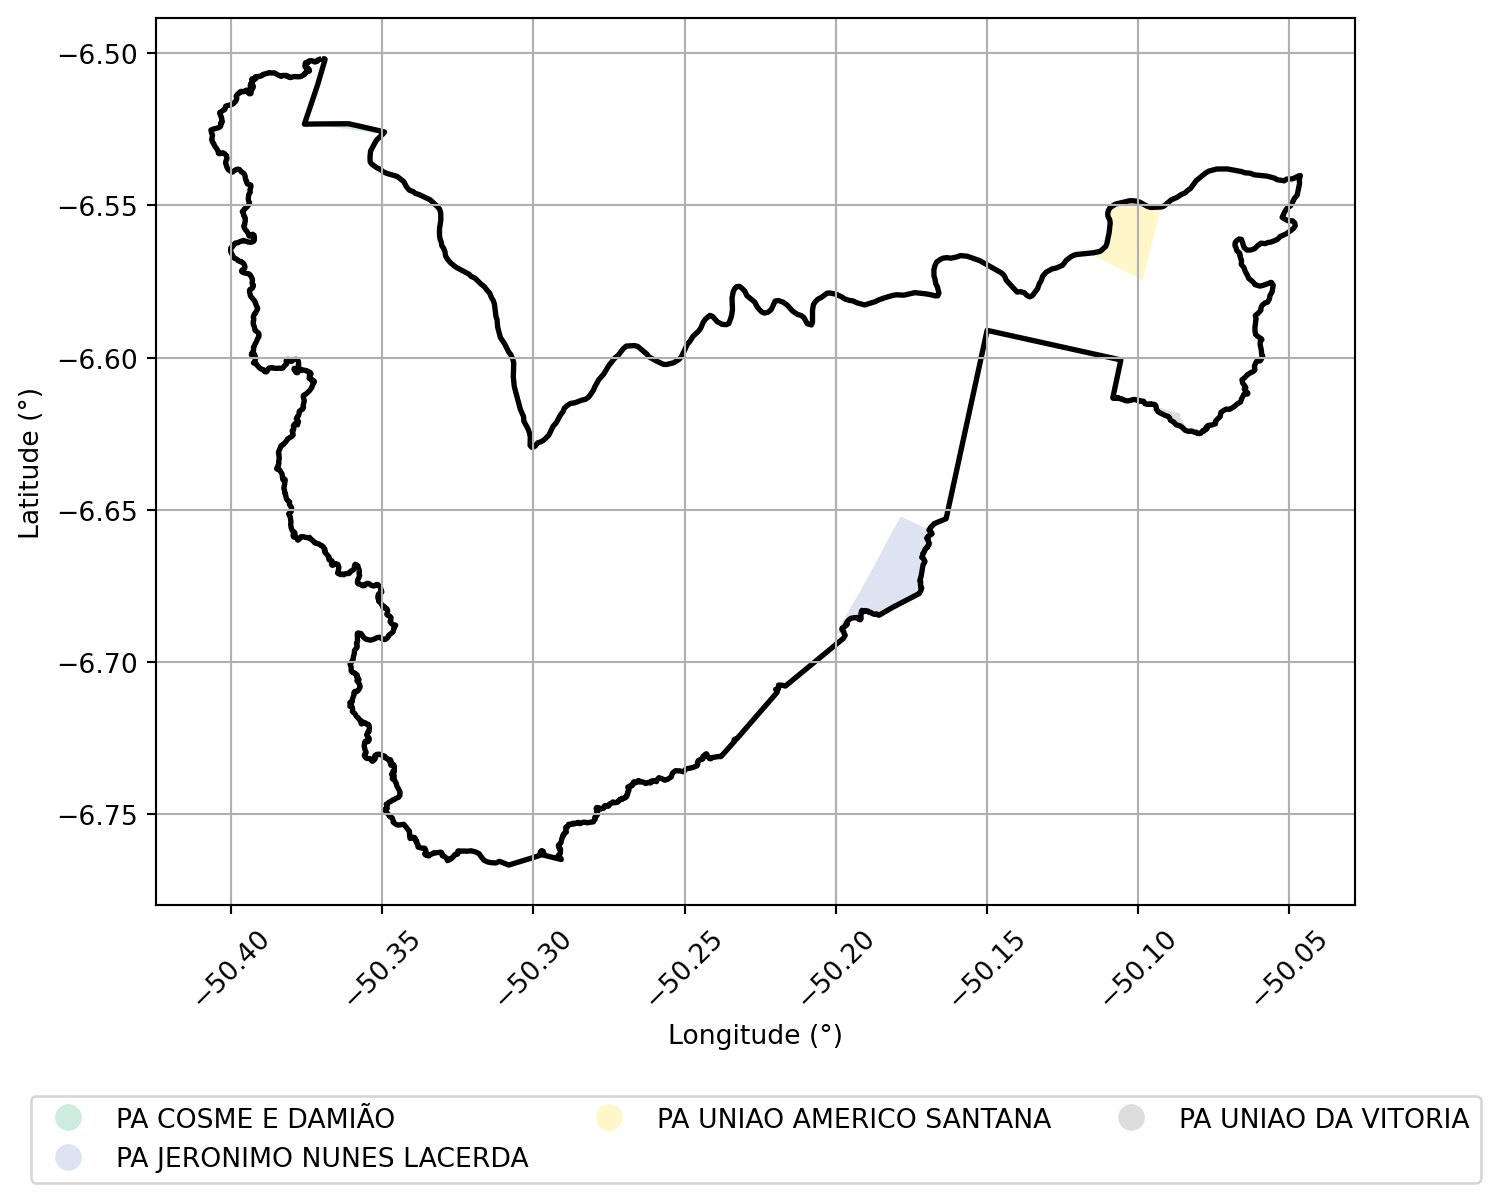 −6.50
−6.55
−6.60
−6.65
−6.70
−6.75
Latitude (°)
−50.40
−50.35
−50.30
−50.25
−50.20
−50.15
−50.10
−50.05
Longitude (°)
PA COSME E DAMIÃO
PA JERONIMO NUNES LACERDA
PA UNIAO AMERICO SANTANA
PA UNIAO DA VITORIA